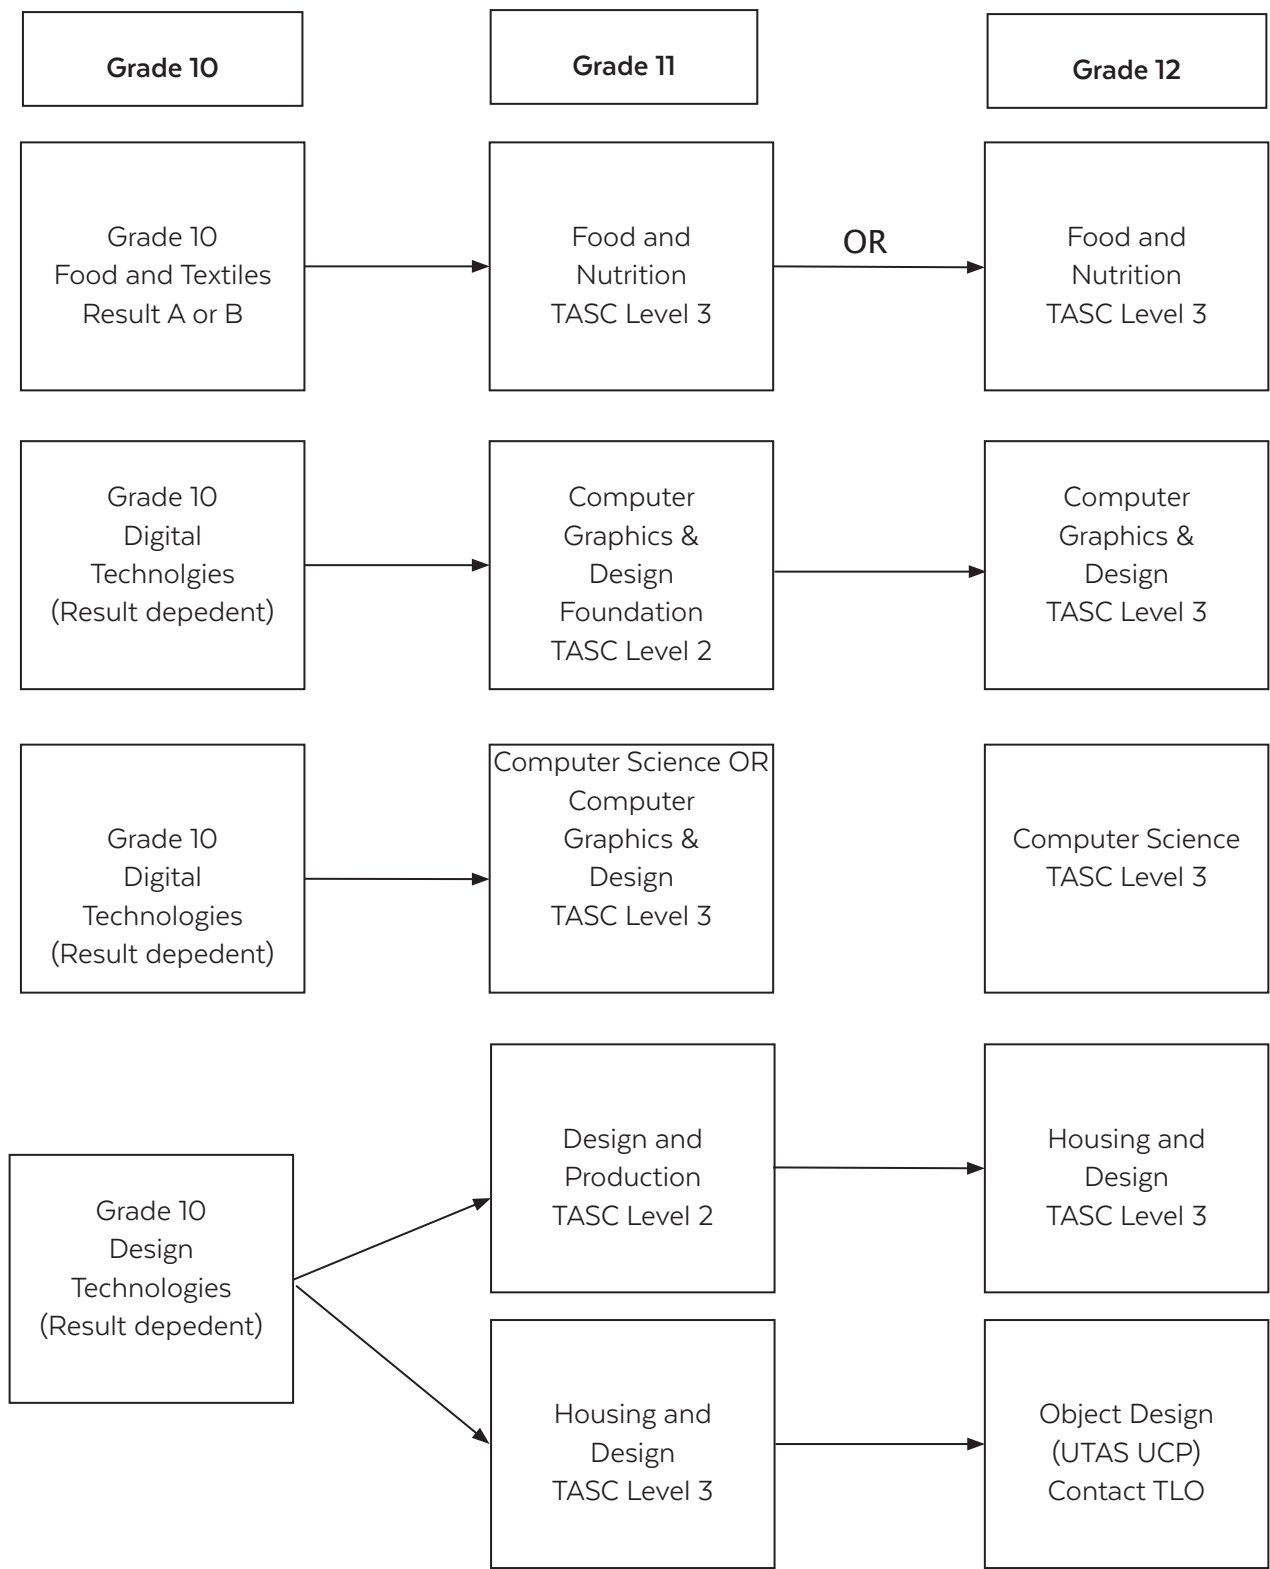 Grade 10
Grade 11
Grade 12
Grade 10
Food and Textiles
Result A or B
Food and
Nutrition
TASC Level 3
OR
Food and
Nutrition
TASC Level 3
Grade 10
Digital
Technolgies
(Result depedent)
Computer
Graphics &
Design
Foundation
TASC Level 2
Computer
Graphics &
Design
TASC Level 3
Grade 10
Digital
Technologies
(Result depedent)
Computer Science OR
Computer
Graphics &
Design
TASC Level 3
Computer Science
TASC Level 3
Grade 10
Design
Technologies
(Result depedent)
Design and
Production
TASC Level 2
Housing and
Design
TASC Level 3
Housing and
Design
TASC Level 3
Object Design
(UTAS UCP)
Contact TLO